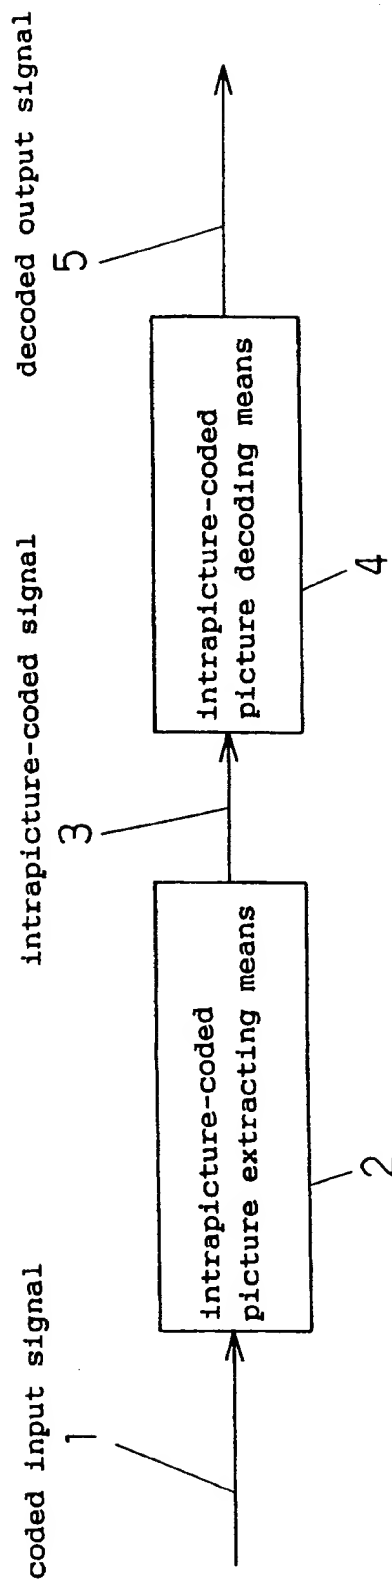 coded input signal
1
intrapicture-coded
picture extracting means
2
intrapicture-coded signal
3
intrapicture-coded
picture decoding means
4
decoded output signal
5